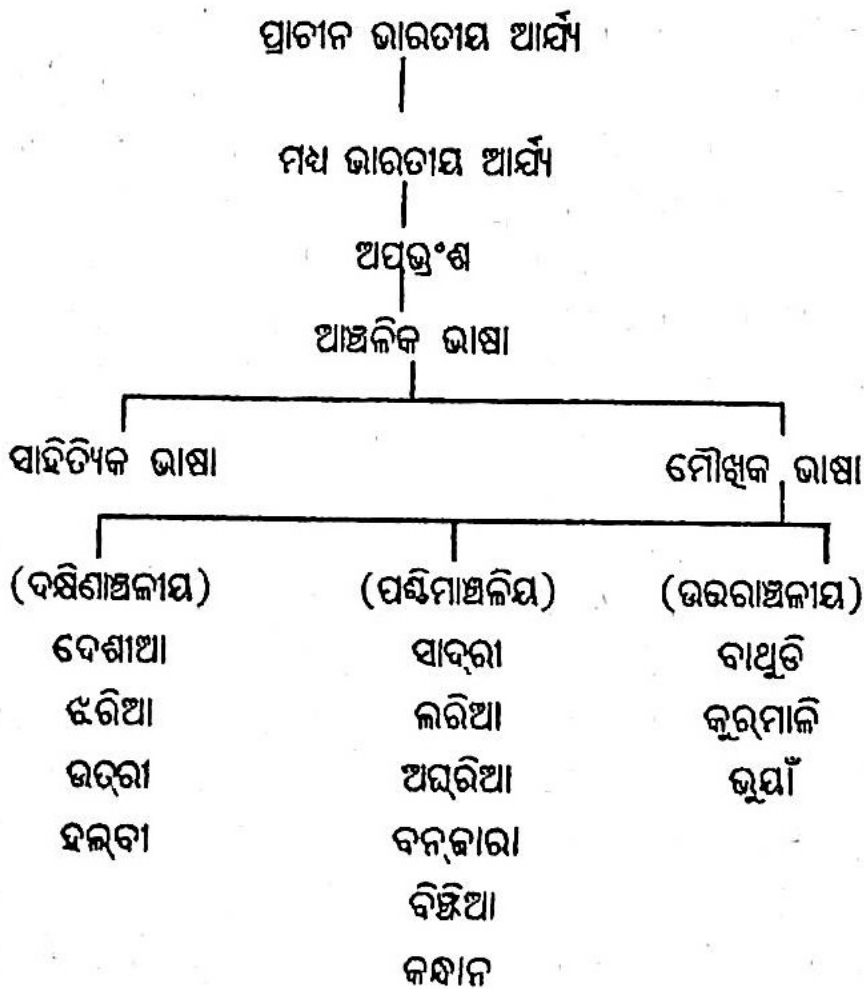 ପ୍ରାଚୀନ ଭାରତୀୟ ଆର୍ଯ୍ୟ
ମଧ୍ୟ ଭାରତୀୟ ଆର୍ଯ୍ୟ
ଅପଭ୍ରଂଶ
ଆଞ୍ଚଳିକ ଭାଷା
ସାହିତ୍ୟିକ ଭାଷା ମୌଖିକ ଭାଷା
(ଦକ୍ଷିଣାଞ୍ଚଳୀୟ) (ପଶ୍ଚିମାଞ୍ଚଳିୟ) (ଉତ୍ତରାଞ୍ଚଳୀୟ)
ଦେଶୀଆ ସାଦ୍‌ରୀ ବାଥୁଡି
ଝରିଆ ଲରିଆ କୁର୍‌ମାଳି
ଭତ୍‌ରୀ ଅଘ୍‌ରିଆ ଭୁୟାଁ
ହଲ୍‌ବୀ ବନ୍‌ଜାରା
ବିଞ୍ଝିଆ
କନ୍ଧାନ